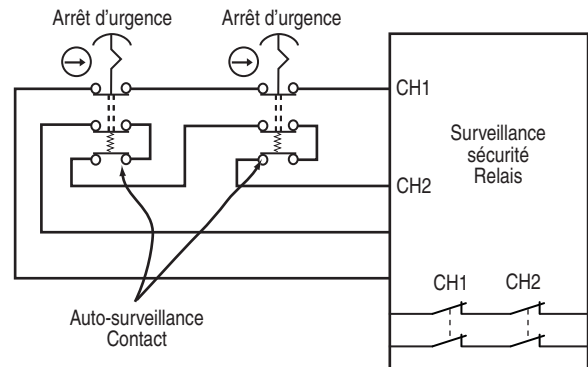 Arrêt d'urgence
Arrêt d'urgence
CH1
Surveillance
sécurité
Relais
CH2
CH1
CH2
Auto-surveillance
Contact